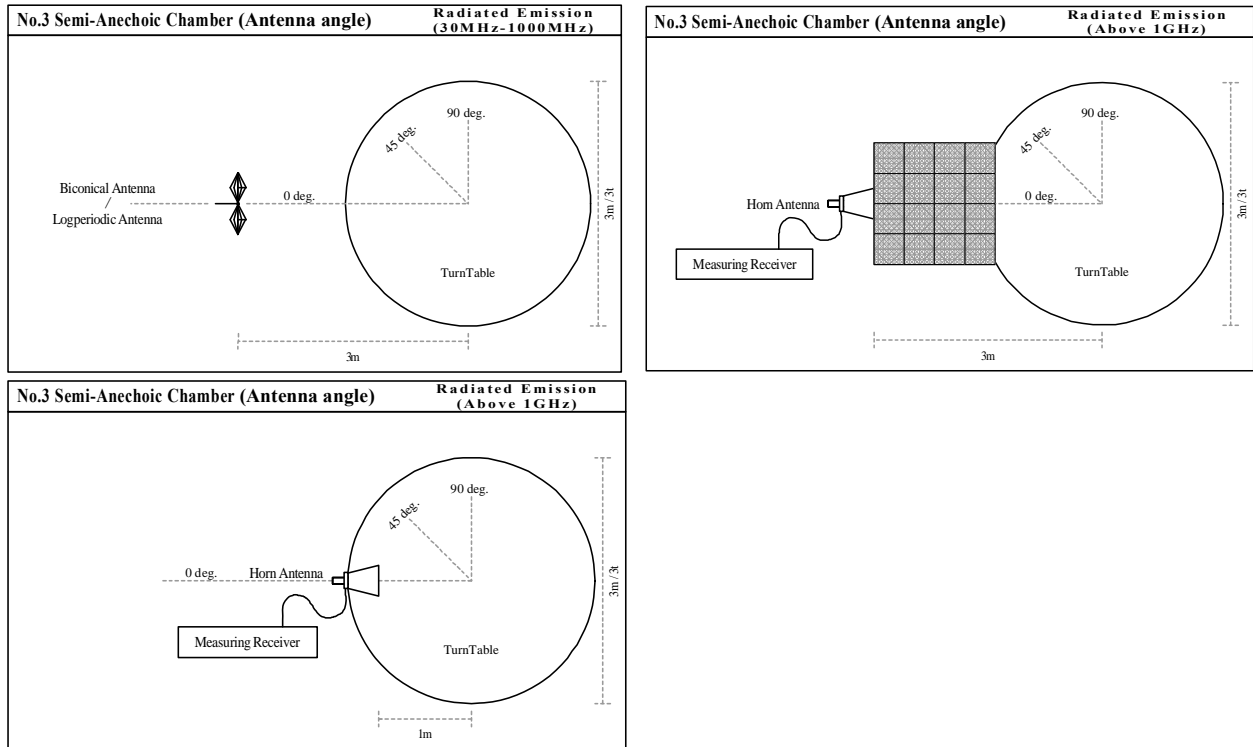 No.3 Semi-Anechoic Chamber (Antenna angle)
Radiated Emission
(30MHz-1000MHz)
90 deg.
45 deg.
Biconical Antenna
0 deg.
Logperiodic Antenna
3m / 3t
TurnTable
3m
No.3 Semi-Anechoic Chamber (Antenna angle)
Radiated Emission
(Above 1GHz)
90 deg.
45 deg.
Horn Antenna
0 deg.
3m / 3t
Measuring Receiver
TurnTable
3m
No.3 Semi-Anechoic Chamber (Antenna angle)
Radiated Emission
(Above 1GHz)
90 deg.
45 deg.
0 deg.
Horn Antenna
3m / 3t
Measuring Receiver
TurnTable
1m